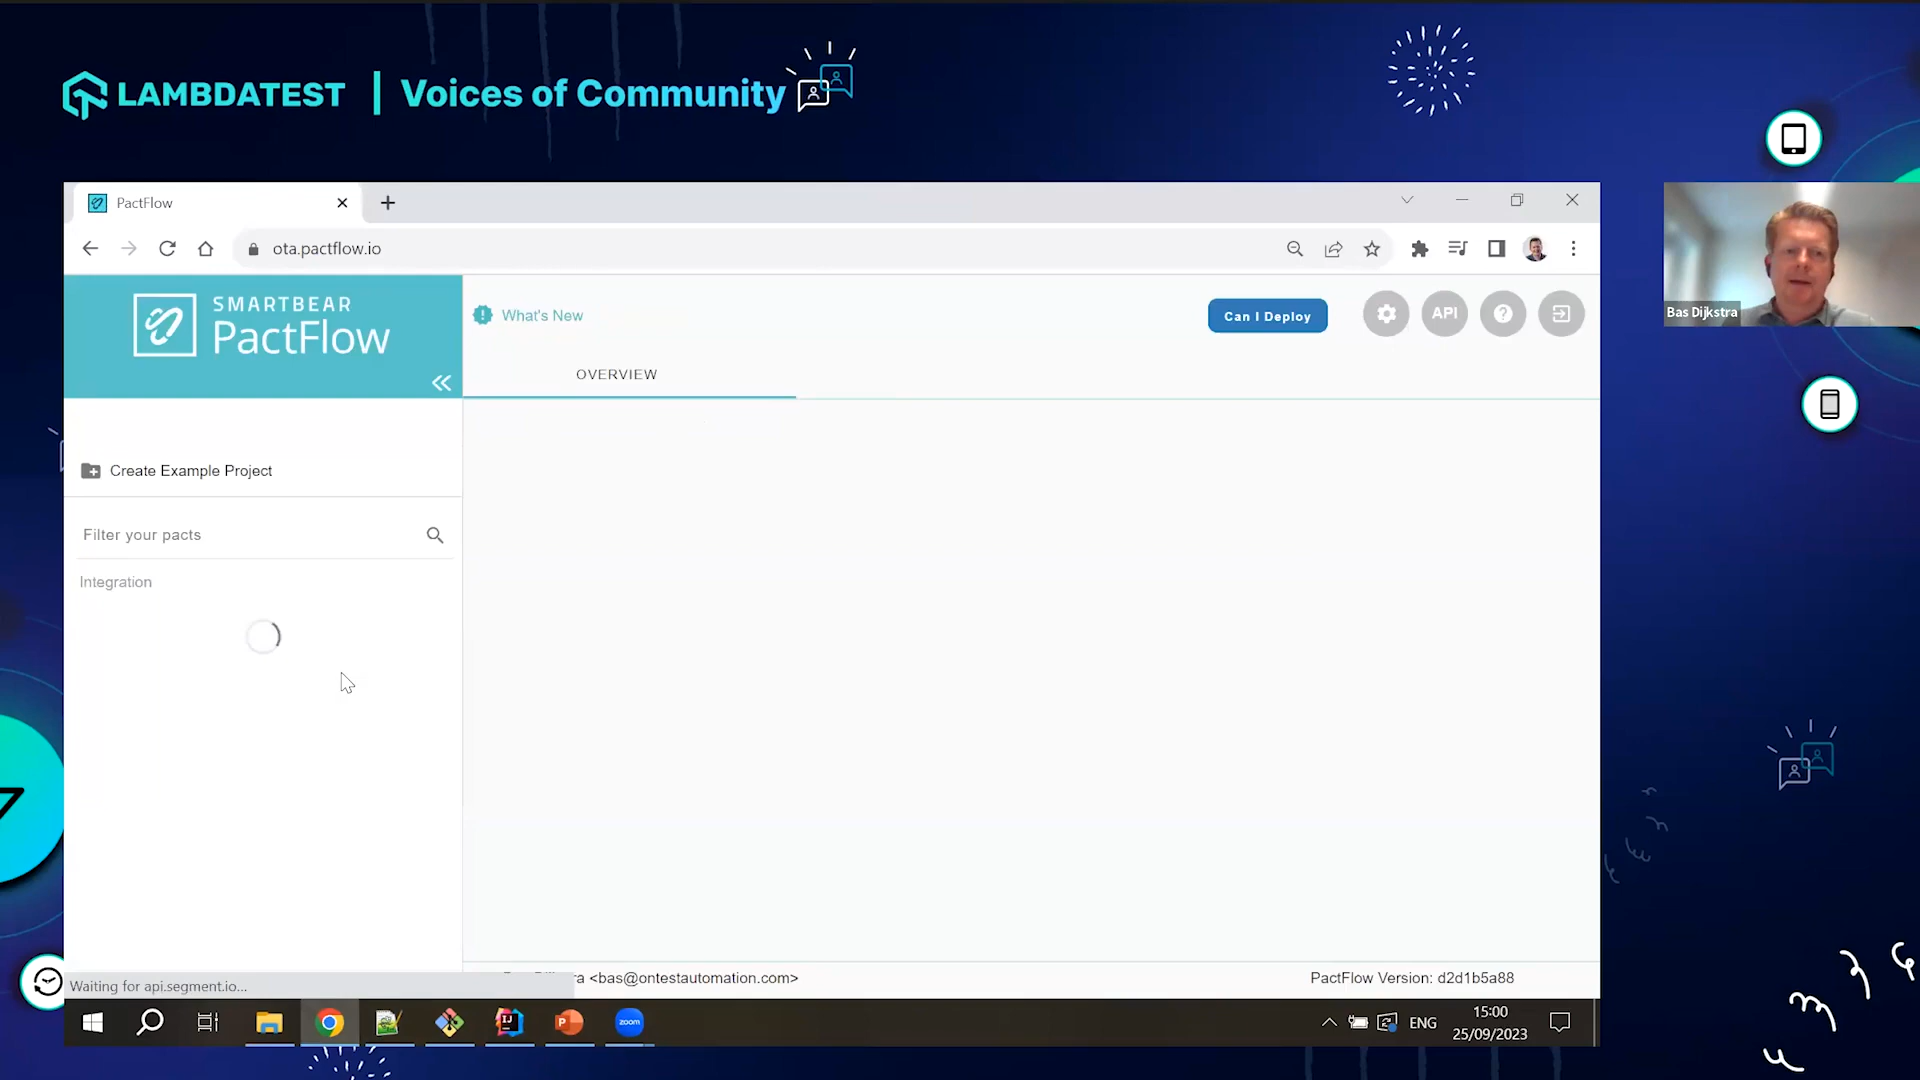 LAMBDATEST | Voices of Community
PactFlow
ota.pactflow.io
Bas Dijkstra
SMARTBEAR
PactFlow
What's New
Can I Deploy
API
OVERVIEW
Create Example Project
Filter your pacts
Integration
ra <bas@ontestautomation.com>
PactFlow Version: d2d1b5a88
Waiting for api.segment.io...
zoom
ENG
15:00
25/09/2023